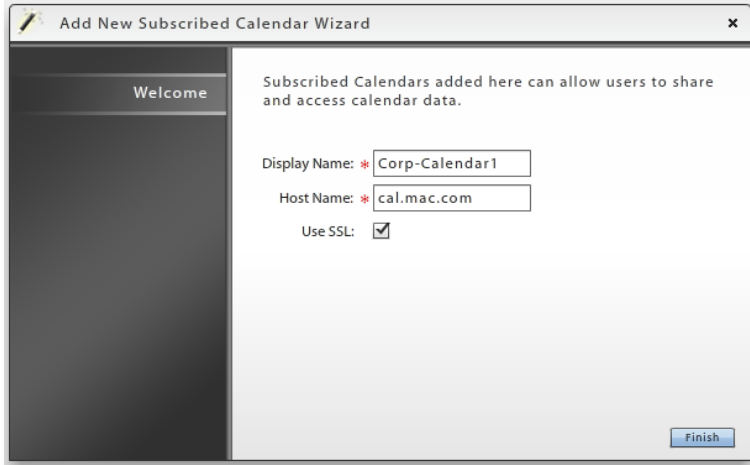 Add New Subscribed Calendar Wizard
Welcome
Subscribed Calendars added here can allow users to share
and access calendar data.
Display Name: * Corp-Calendar1
Host Name: * cal.mac.com
Use SSL:
Finish